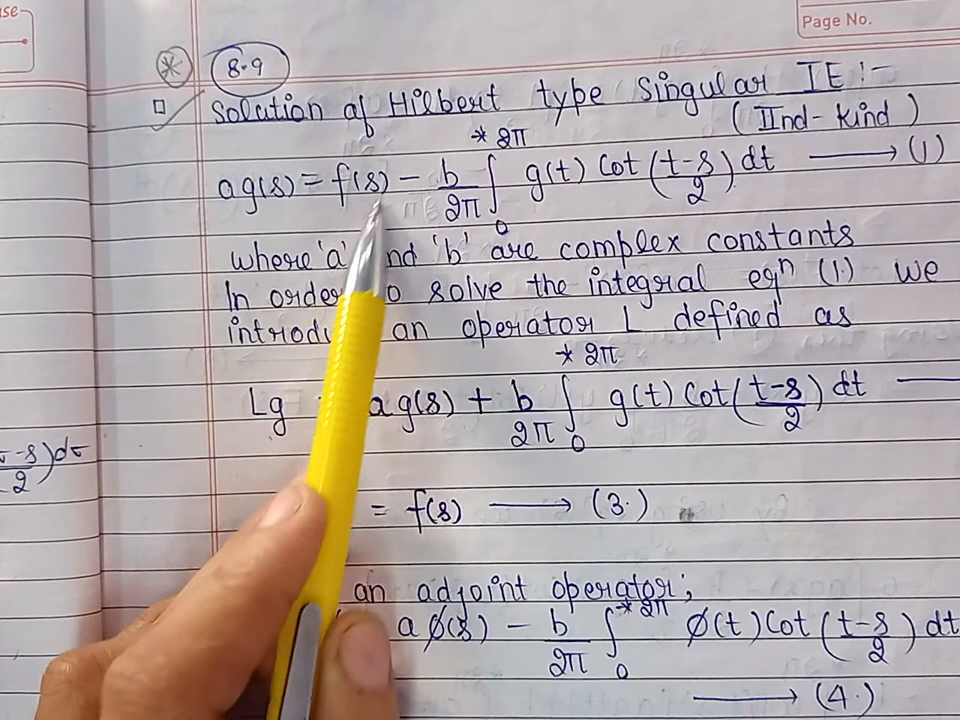 Page No.
8.9
Solution of Hilbert type Singular IE :-
(IInd-kind)
ag(s) = f(s) - b/2π ∫₀*²π g(t) Cot (t-s/2) dt → (1)
where 'a' and 'b' are complex constants
In order to solve the integral eqⁿ (1.) we
an operator L defined as
Lg ag(s) + b/2π ∫₀*²π g(t) Cot (t-s/2) dt
= f(s) → (3.)
an adjoint operator;
aø(s) - b/2π ∫₀*²π ø(t) Cot (t-s/2) dt
→ (4.)